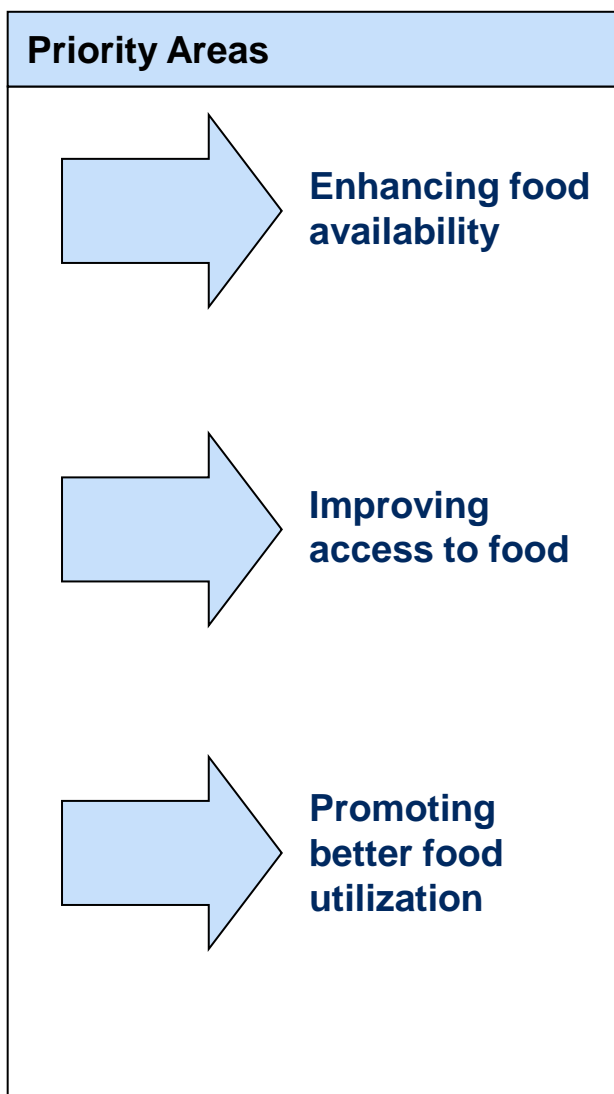 Priority Areas
Enhancing food
availability
Improving
access to food
Promoting
better food
utilization